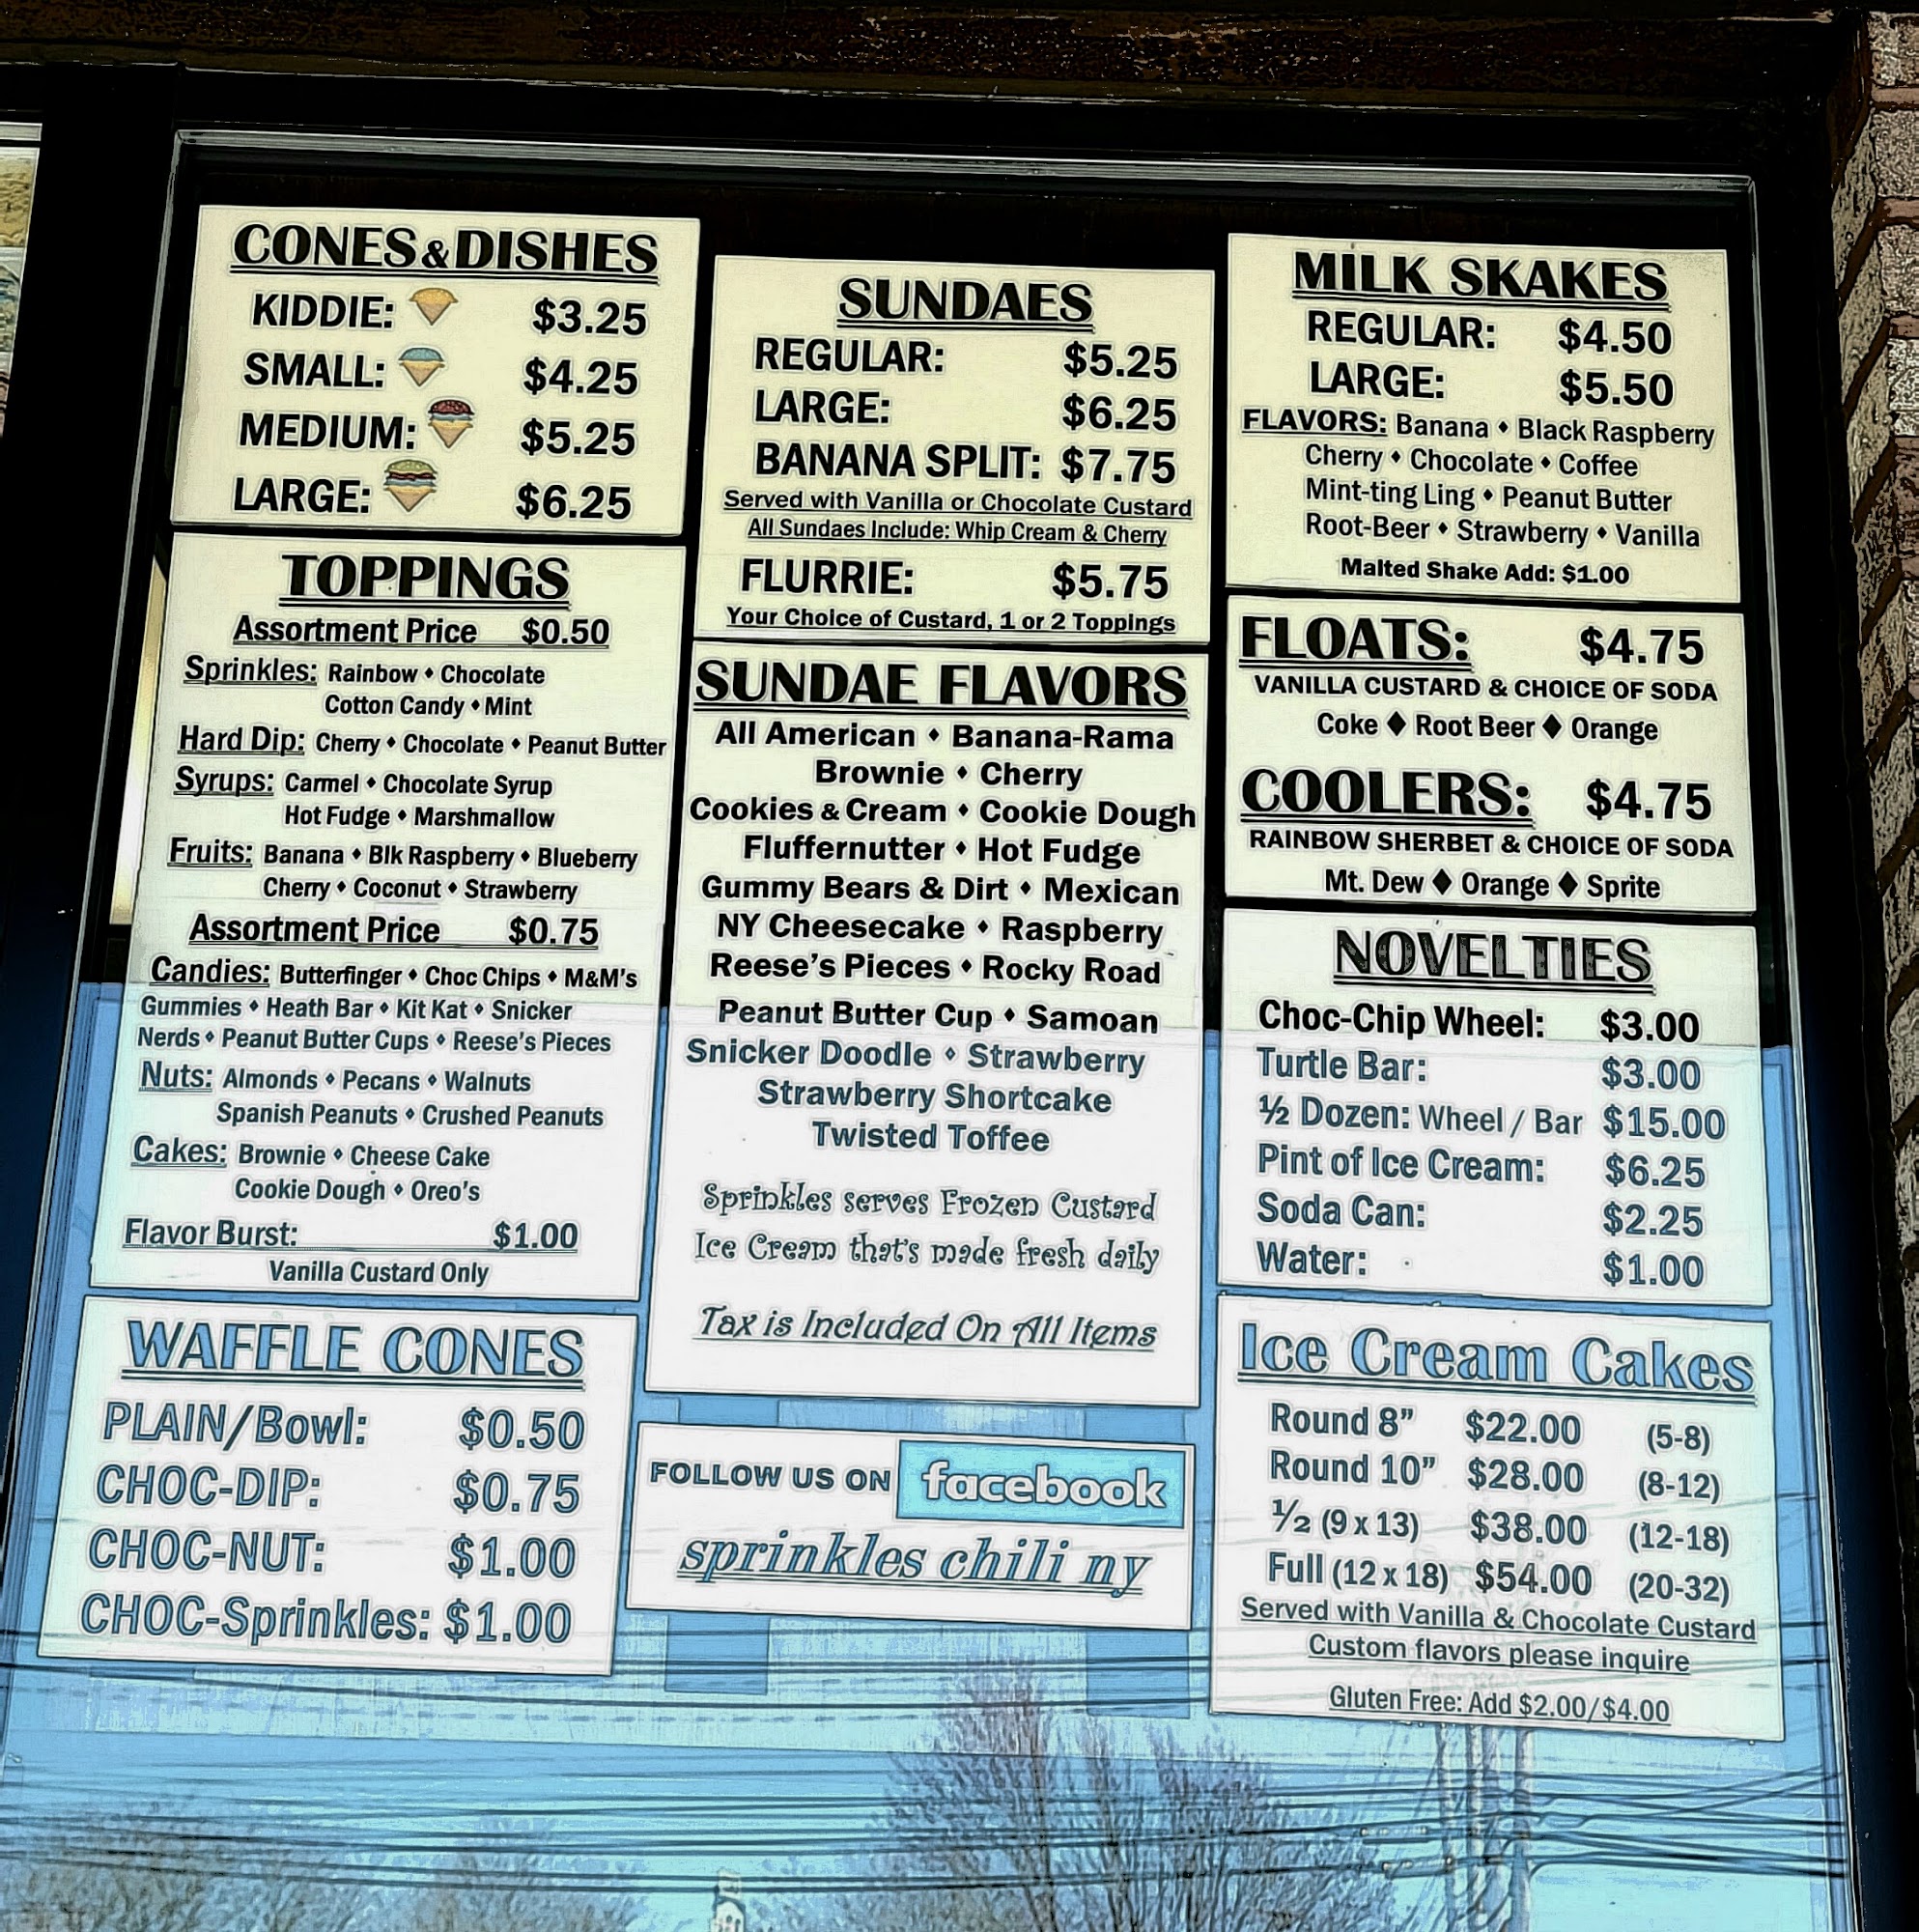 CONES & DISHES
KIDDIE: $3.25
SMALL: $4.25
MEDIUM: $5.25
LARGE: $6.25
TOPPINGS
Assortment Price $0.50
Sprinkles: Rainbow ♦ Chocolate
Cotton Candy ♦ Mint
Hard Dip: Cherry ♦ Chocolate ♦ Peanut Butter
Syrups: Carmel ♦ Chocolate Syrup
Hot Fudge ♦ Marshmallow
Fruits: Banana ♦ Blk Raspberry ♦ Blueberry
Cherry ♦ Coconut ♦ Strawberry
Assortment Price $0.75
Candies: Butterfinger ♦ Choc Chips ♦ M&M's
Gummies ♦ Heath Bar ♦ Kit Kat ♦ Snicker
Nerds ♦ Peanut Butter Cups ♦ Reese's Pieces
Nuts: Almonds ♦ Pecans ♦ Walnuts
Spanish Peanuts ♦ Crushed Peanuts
Cakes: Brownie ♦ Cheese Cake
Cookie Dough ♦ Oreo's
Flavor Burst: $1.00
Vanilla Custard Only
WAFFLE CONES
PLAIN/Bowl: $0.50
CHOC-DIP: $0.75
CHOC-NUT: $1.00
CHOC-Sprinkles: $1.00
SUNDAES
REGULAR: $5.25
LARGE: $6.25
BANANA SPLIT: $7.75
Served with Vanilla or Chocolate Custard
All Sundaes Include: Whip Cream & Cherry
FLURRIE: $5.75
Your Choice of Custard, 1 or 2 Toppings
SUNDAE FLAVORS
All American ♦ Banana-Rama
Brownie ♦ Cherry
Cookies & Cream ♦ Cookie Dough
Fluffernutter ♦ Hot Fudge
Gummy Bears & Dirt ♦ Mexican
NY Cheesecake ♦ Raspberry
Reese's Pieces ♦ Rocky Road
Peanut Butter Cup ♦ Samoan
Snicker Doodle ♦ Strawberry
Strawberry Shortcake
Twisted Toffee
Sprinkles serves Frozen Custard
Ice Cream that's made fresh daily
Tax is Included On All Items
FOLLOW US ON facebook
sprinkles chili ny
MILK SKAKES
REGULAR: $4.50
LARGE: $5.50
FLAVORS: Banana ♦ Black Raspberry
Cherry ♦ Chocolate ♦ Coffee
Mint-ting Ling ♦ Peanut Butter
Root-Beer ♦ Strawberry ♦ Vanilla
Malted Shake Add: $1.00
FLOATS: $4.75
VANILLA CUSTARD & CHOICE OF SODA
Coke ♦ Root Beer ♦ Orange
COOLERS: $4.75
RAINBOW SHERBET & CHOICE OF SODA
Mt. Dew ♦ Orange ♦ Sprite
NOVELTIES
Choc-Chip Wheel: $3.00
Turtle Bar: $3.00
½ Dozen: Wheel / Bar $15.00
Pint of Ice Cream: $6.25
Soda Can: $2.25
Water: $1.00
Ice Cream Cakes
Round 8" $22.00 (5-8)
Round 10" $28.00 (8-12)
½ (9 x 13) $38.00 (12-18)
Full (12 x 18) $54.00 (20-32)
Served with Vanilla & Chocolate Custard
Custom flavors please inquire
Gluten Free: Add $2.00/$4.00